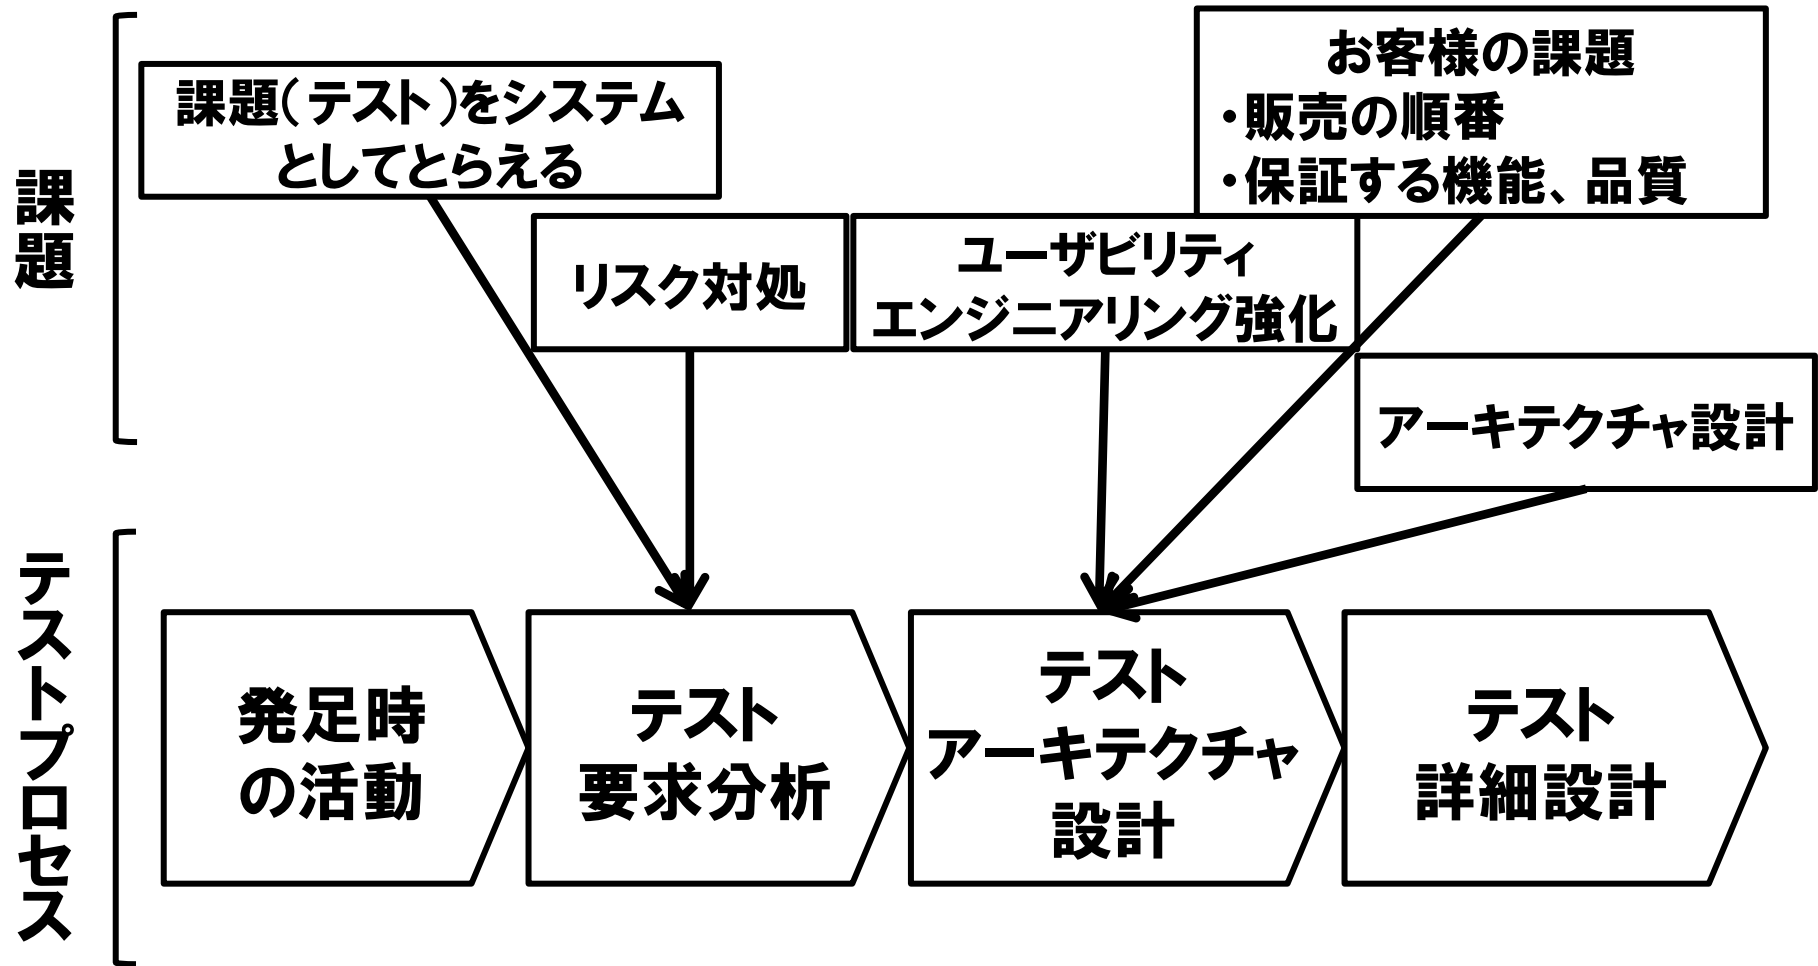 課題
課題（テスト）をシステム
としてとらえる
リスク対処
ユーザビリティ
エンジニアリング強化
お客様の課題
・販売の順番
・保証する機能、品質
アーキテクチャ設計
テストプロセス
発足時
の活動
テスト
要求分析
テスト
アーキテクチャ
設計
テスト
詳細設計